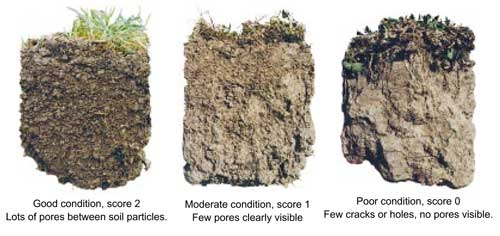 Good condition, score 2
Lots of pores between soil particles.
Moderate condition, score 1
Few pores clearly visible
Poor condition, score 0
Few cracks or holes, no pores visible.